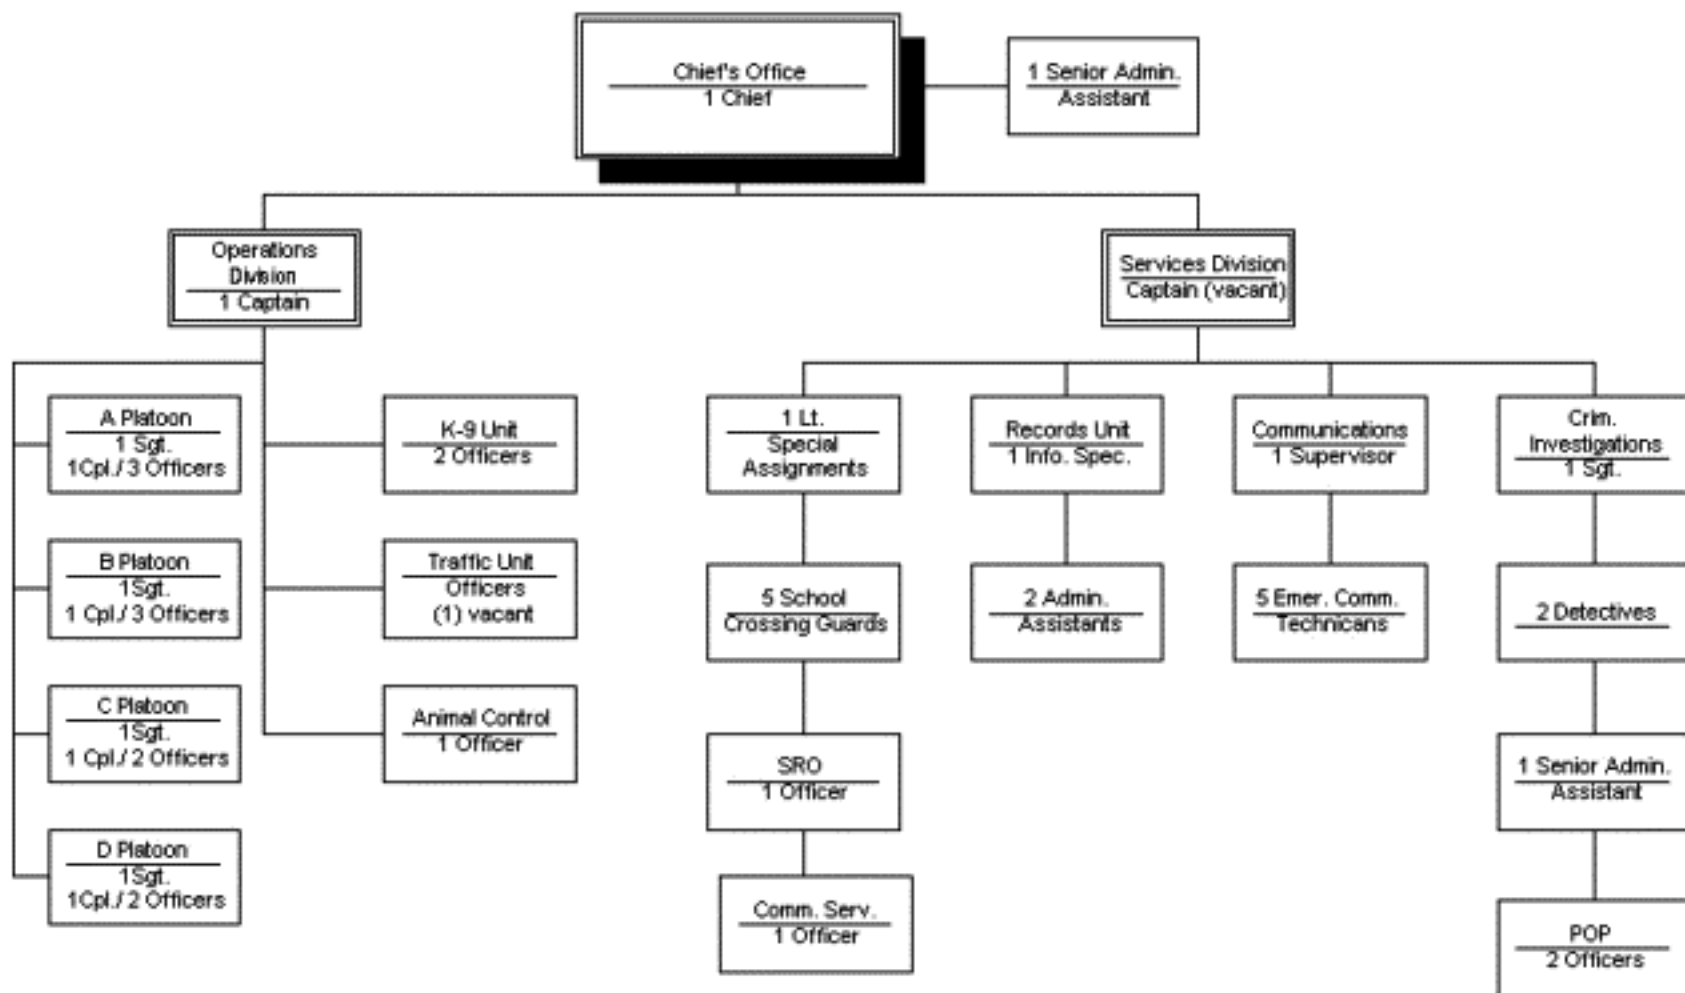 Chief's Office
1 Chief
1 Senior Admin.
Assistant
Operations
Division
1 Captain
Services Division
Captain (vacant)
A Platoon
1 Sgt.
1Cpl./ 3 Officers
K-9 Unit
2 Officers
1 Lt.
Special
Assignments
Records Unit
1 Info. Spec.
Communications
1 Supervisor
Crim.
Investigations
1 Sgt.
B Platoon
1Sgt.
1 Cpl./ 3 Officers
Traffic Unit
Officers
(1) vacant
5 School
Crossing Guards
2 Admin.
Assistants
5 Emer. Comm.
Technicans
2 Detectives
C Platoon
1Sgt.
1 Cpl./ 2 Officers
Animal Control
1 Officer
SRO
1 Officer
1 Senior Admin.
Assistant
D Platoon
1Sgt.
1Cpl./ 2 Officers
Comm. Serv.
1 Officer
POP
2 Officers